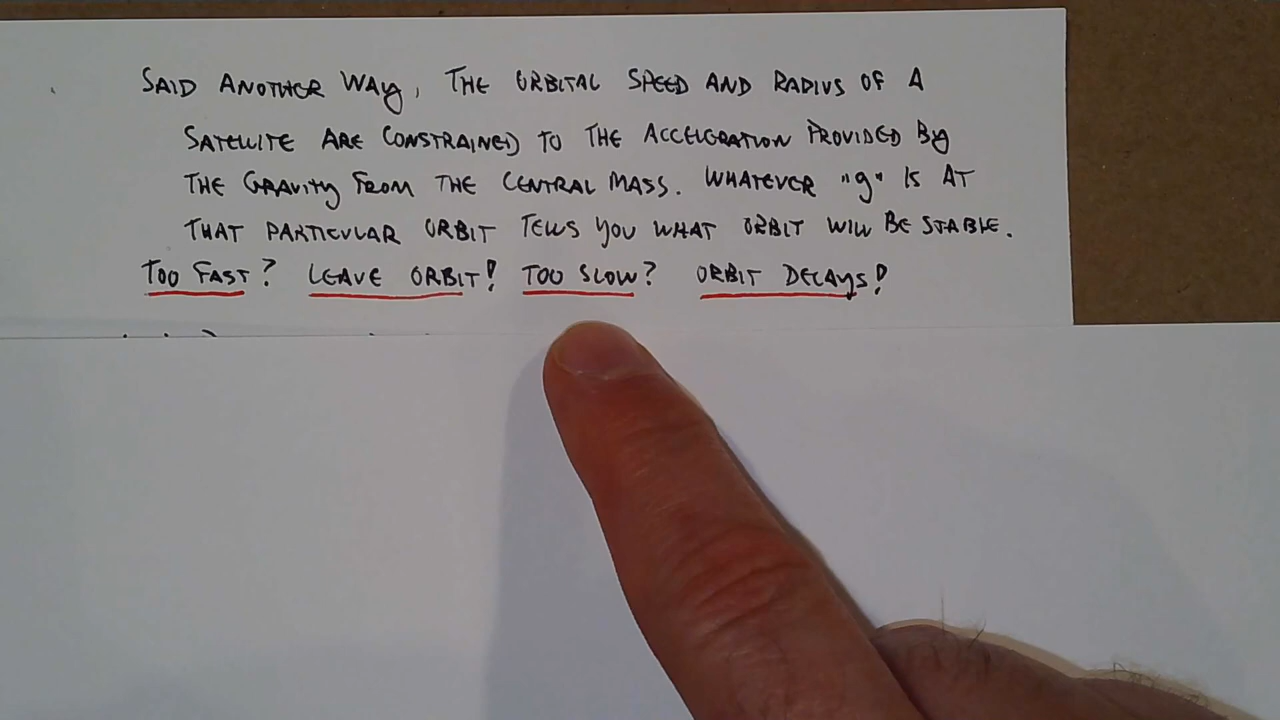 SAID ANOTHER WAY, THE ORBITAL SPEED AND RADIUS OF A
SATELLITE ARE CONSTRAINED TO THE ACCELERATION PROVIDED BY
THE GRAVITY FROM THE CENTRAL MASS. WHATEVER "g" IS AT
THAT PARTICULAR ORBIT TELLS YOU WHAT ORBIT WILL BE STABLE.
TOO FAST? LEAVE ORBIT! TOO SLOW? ORBIT DECAYS!